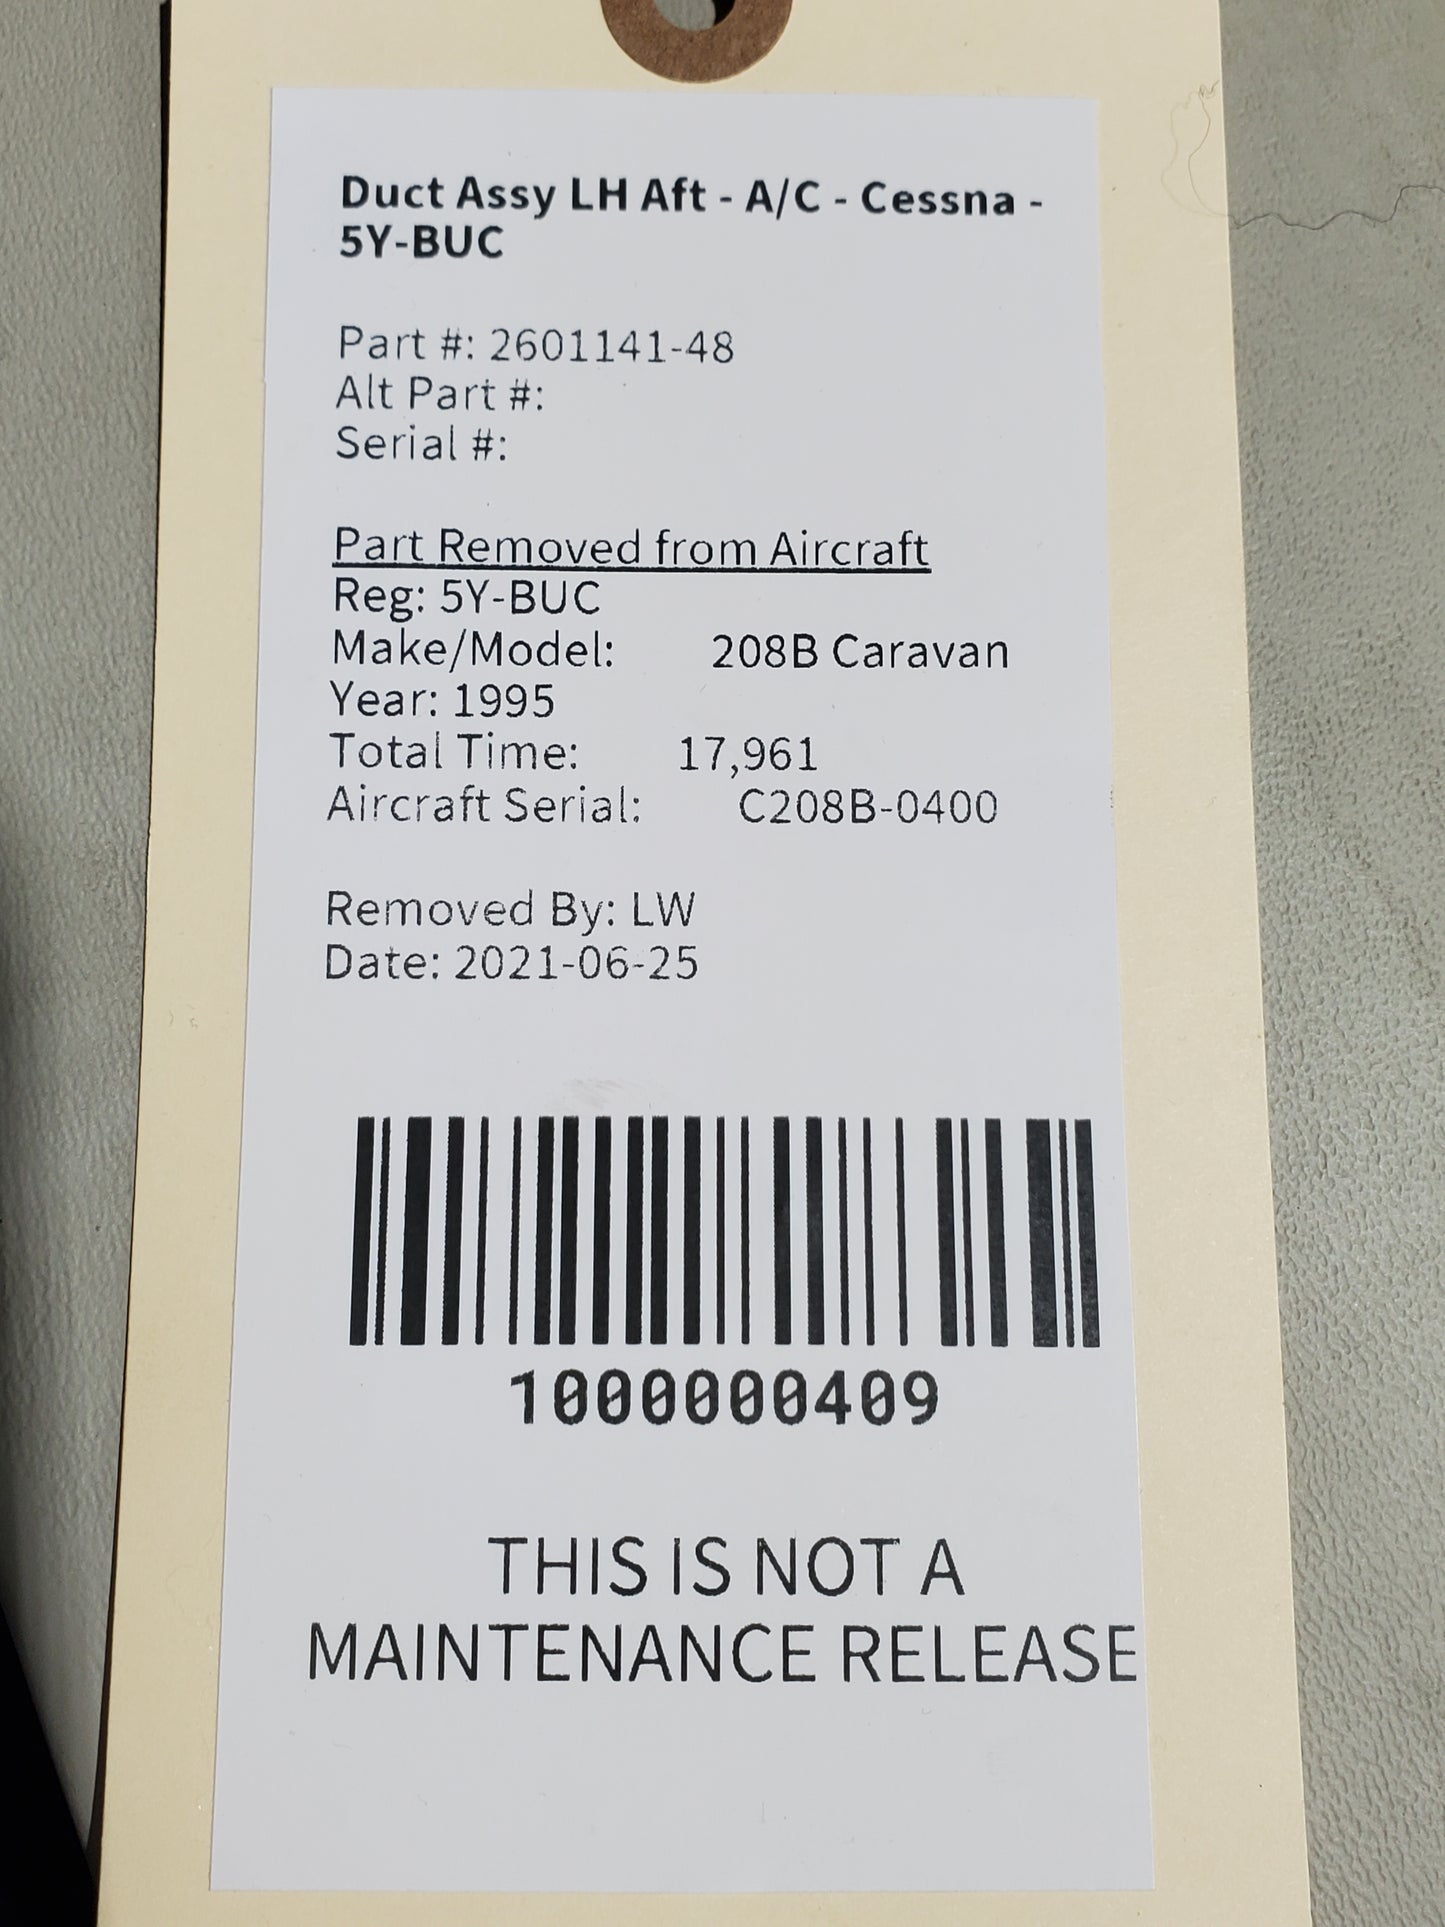 Duct Assy LH Aft - A/C - Cessna -
5Y-BUC
Part #: 2601141-48
Alt Part #:
Serial #:
Part Removed from Aircraft
Reg: 5Y-BUC
Make/Model: 208B Caravan
Year: 1995
Total Time: 17,961
Aircraft Serial: C208B-0400
Removed By: LW
Date: 2021-06-25
1000000409
THIS IS NOT A
MAINTENANCE RELEASE